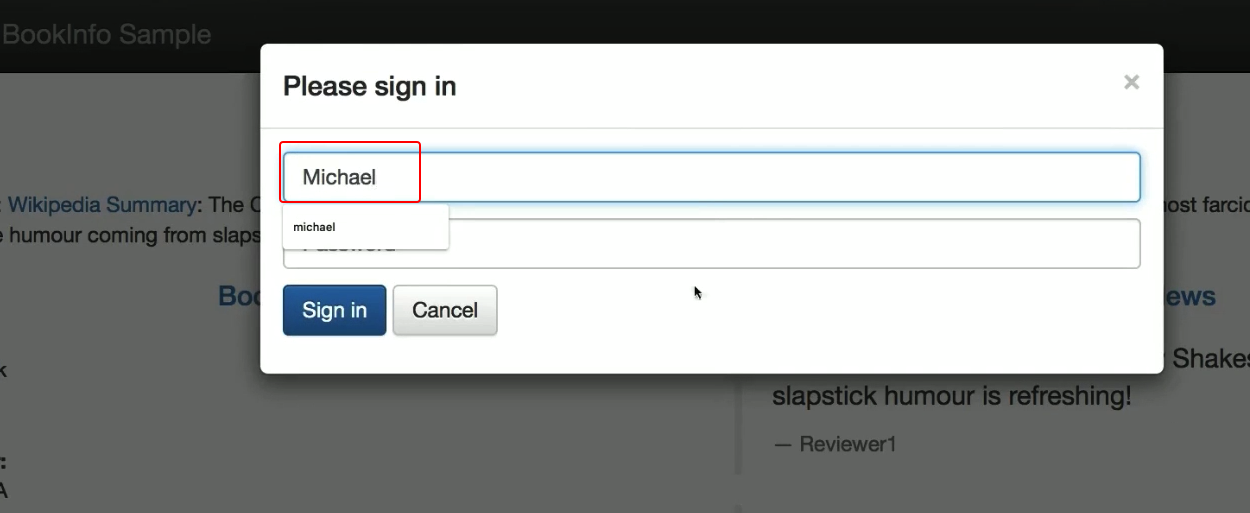 BookInfo Sample
Please sign in
×
Michael
michael
Wikipedia Summary: The C
ost farcic
humour coming from slaps
Sign in
Cancel
Boo
ews
Shakes
slapstick humour is refreshing!
— Reviewer1